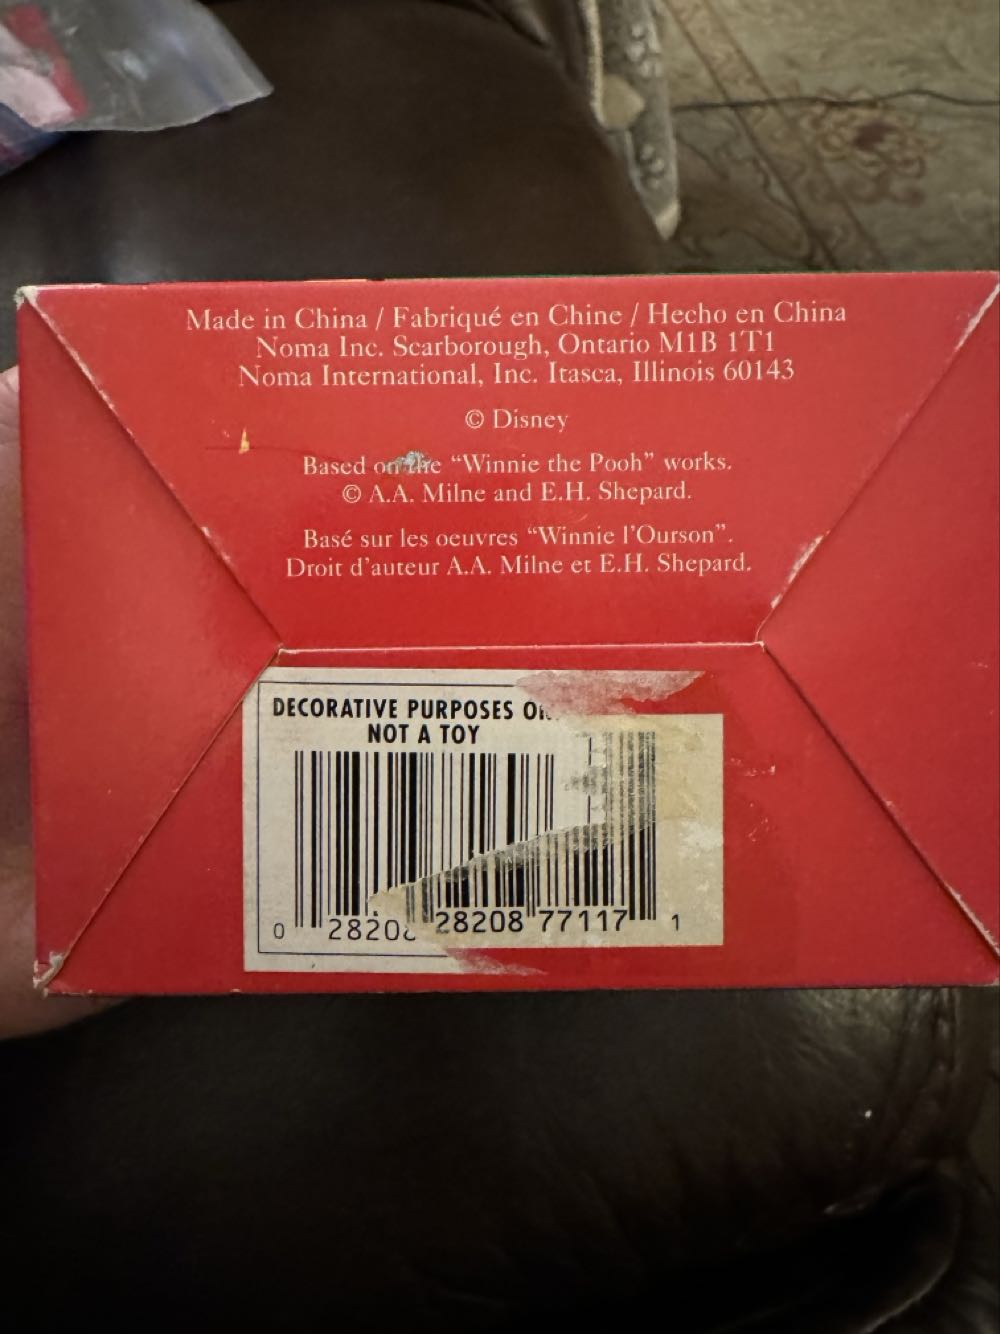 Made in China / Fabriqué en Chine / Hecho en China
Noma Inc. Scarborough, Ontario M1B 1T1
Noma International, Inc. Itasca, Illinois 60143
© Disney
Based on the “Winnie the Pooh” works.
© A.A. Milne and E.H. Shepard.
Basé sur les oeuvres “Winnie l’Ourson”.
Droit d’auteur A.A. Milne et E.H. Shepard.
DECORATIVE PURPOSES
NOT A TOY
0 2820 28208 77117 1